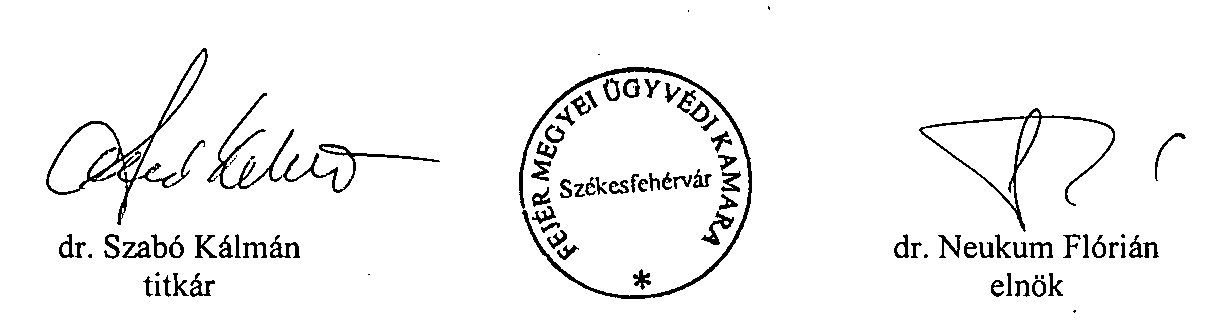 FEJÉR MEGYEI ÜGYVÉDI KAMARA
Székesfehérvár
*
dr. Szabó Kálmán
titkár
dr. Neukum Flórián
elnök